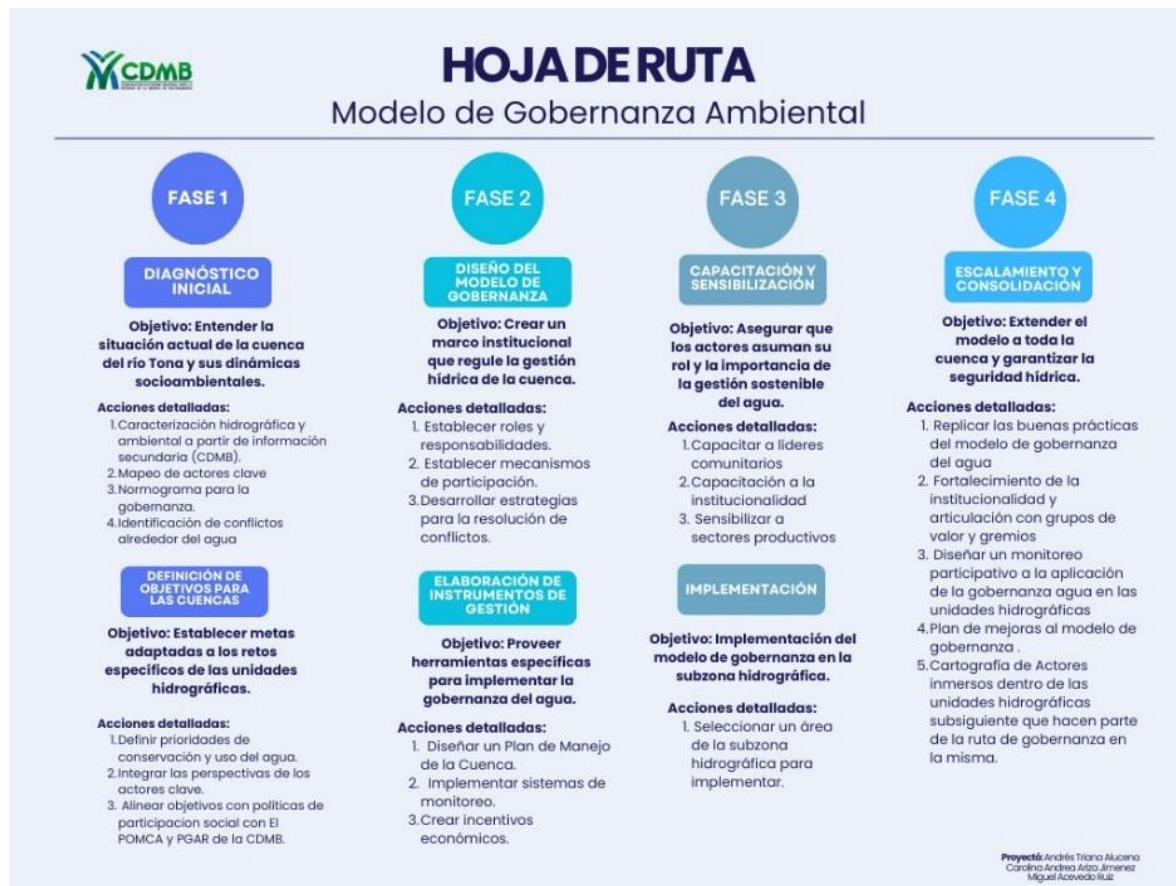 CDMB
HOJA DE RUTA
Modelo de Gobernanza Ambiental
FASE 1
DIAGNÓSTICO
INICIAL
Objetivo: Entender la
situación actual de la cuenca
del río Tona y sus dinámicas
socioambientales.
Acciones detalladas:
1.Caracterización hidrográfica y
ambiental a partir de información
secundaria (CDMB).
2.Mapeo de actores clave
3.Normograma para la
gobernanza.
4.Identificación de conflictos
alrededor del agua
DEFINICIÓN DE
OBJETIVOS PARA
LAS CUENCAS
Objetivo: Establecer metas
adaptadas a los retos
específicos de las unidades
hidrográficas.
Acciones detalladas:
1.Definir prioridades de
conservación y uso del agua.
2.Integrar las perspectivas de los
actores clave.
3. Alinear objetivos con políticas de
participacion social con El
POMCA y PGAR de la CDMB.
FASE 2
DISEÑO DEL
MODELO DE
GOBERNANZA
Objetivo: Crear un
marco institucional
que regule la gestión
hídrica de la cuenca.
Acciones detalladas:
1. Establecer roles y
responsabilidades.
2. Establecer mecanismos
de participación.
3.Desarrollar estrategias
para la resolución de
conflictos.
ELABORACIÓN DE
INSTRUMENTOS DE
GESTIÓN
Objetivo: Proveer
herramientas específicas
para implementar la
gobernanza del agua.
Acciones detalladas:
1. Diseñar un Plan de Manejo
de la Cuenca.
2. Implementar sistemas de
monitoreo.
3.Crear incentivos
económicos.
FASE 3
CAPACITACIÓN Y
SENSIBILIZACIÓN
Objetivo: Asegurar que
los actores asuman su
rol y la importancia de
la gestión sostenible
del agua.
Acciones detalladas:
1.Capacitar a líderes
comunitarios
2.Capacitación a la
institucionalidad
3. Sensibilizar a
sectores productivos
IMPLEMENTACIÓN
Objetivo: Implementación del
modelo de gobernanza en la
subzona hidrográfica.
Acciones detalladas:
1. Seleccionar un área
de la subzona
hidrográfica para
implementar.
FASE 4
ESCALAMIENTO Y
CONSOLIDACIÓN
Objetivo: Extender el
modelo a toda la
cuenca y garantizar la
seguridad hídrica.
Acciones detalladas:
1. Replicar las buenas prácticas
del modelo de gobernanza
del agua
2. Fortalecimiento de la
institucionalidad y
articulación con grupos de
valor y gremios
3. Diseñar un monitoreo
participativo a la aplicación
de la gobernanza agua en las
unidades hidrográficas
4.Plan de mejoras al modelo de
gobernanza .
5.Cartografía de Actores
inmersos dentro de las
unidades hidrográficas
subsiguiente que hacen parte
de la ruta de gobernanza en
la misma.
Proyectó: Andrés Triana Alucena
Carolina Andrea Ariza Jimenez
Miguel Acevedo Ruiz